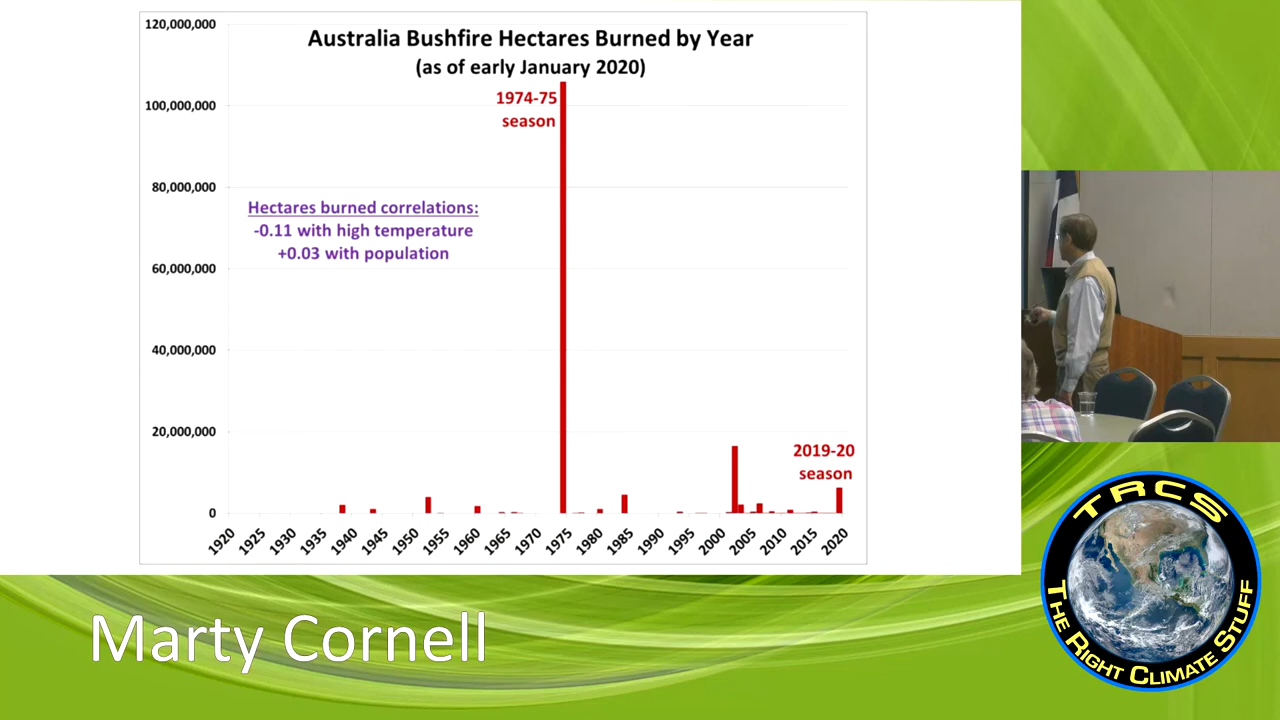 120,000,000
Australia Bushfire Hectares Burned by Year
(as of early January 2020)
1974-75
season
100,000,000
80,000,000
Hectares burned correlations:
-0.11 with high temperature
+0.03 with population
60,000,000
40,000,000
20,000,000
2019-20
season
0
1920 1925 1930 1935 1940 1945 1950 1955 1960 1965 1970 1975 1980 1985 1990 1995 2000 2005 2010 2015 2020
Marty Cornell
TRCS
THE RIGHT CLIMATE STUFF